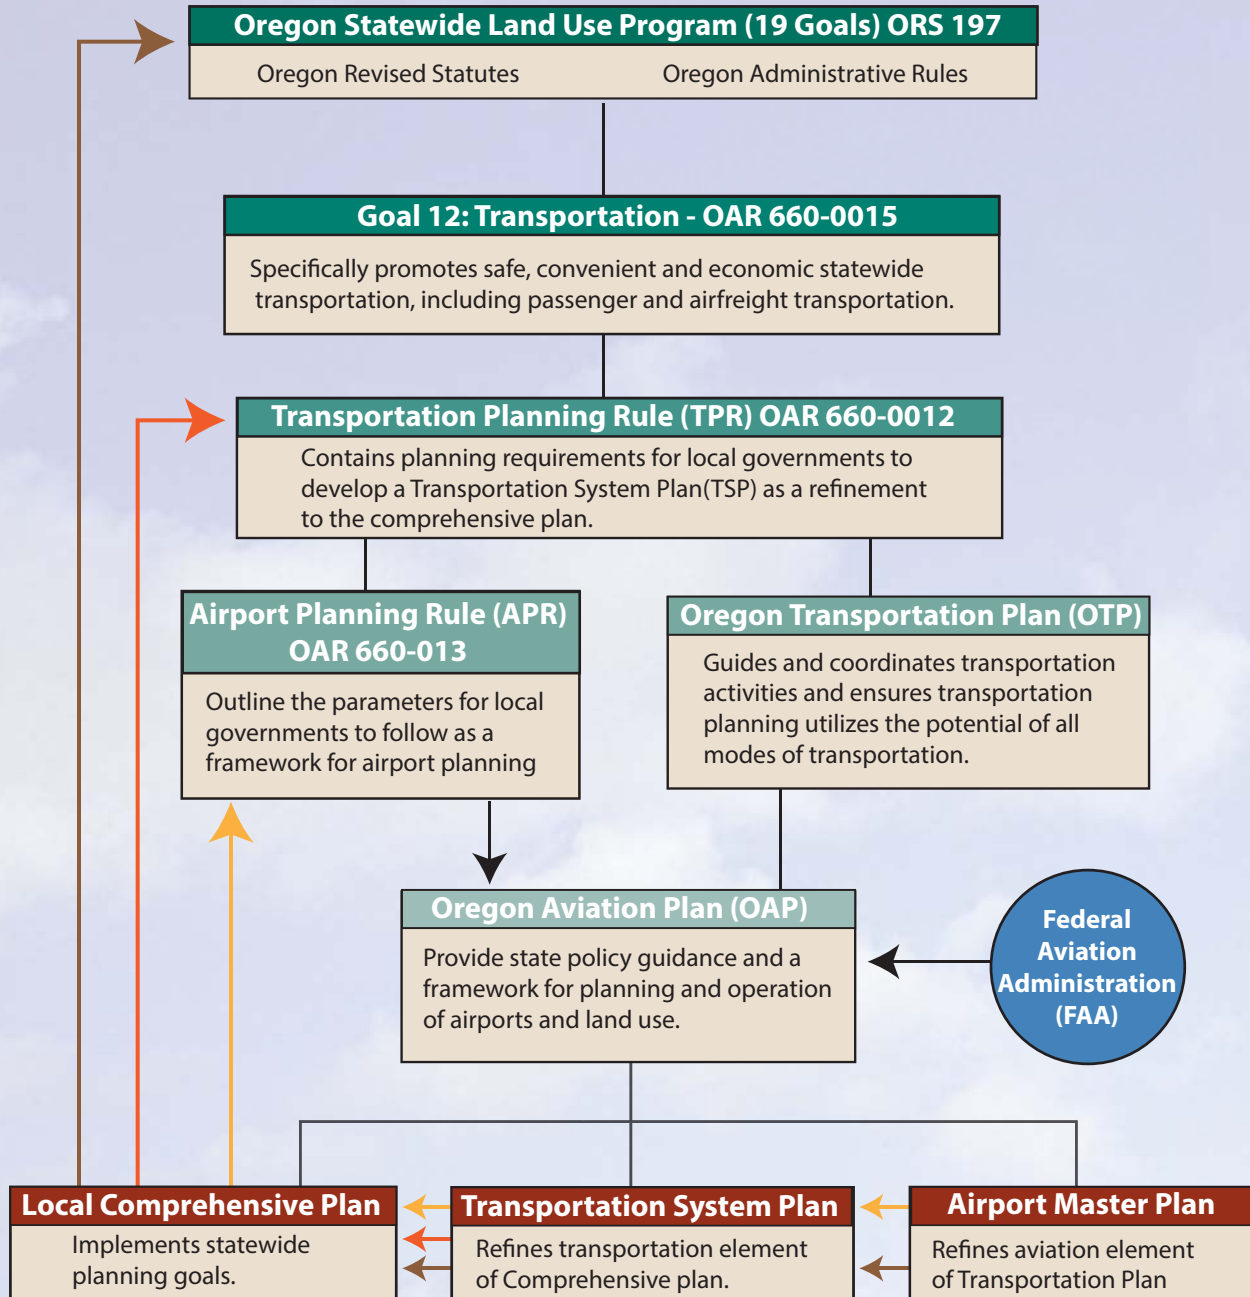 Oregon Statewide Land Use Program (19 Goals) ORS 197
Oregon Revised Statutes
Oregon Administrative Rules
Goal 12: Transportation - OAR 660-0015
Specifically promotes safe, convenient and economic statewide
transportation, including passenger and airfreight transportation.
Transportation Planning Rule (TPR) OAR 660-0012
Contains planning requirements for local governments to
develop a Transportation System Plan(TSP) as a refinement
to the comprehensive plan.
Airport Planning Rule (APR)
OAR 660-013
Outline the parameters for local
governments to follow as a
framework for airport planning
Oregon Transportation Plan (OTP)
Guides and coordinates transportation
activities and ensures transportation
planning utilizes the potential of all
modes of transportation.
Oregon Aviation Plan (OAP)
Provide state policy guidance and a
framework for planning and operation
of airports and land use.
Federal
Aviation
Administration
(FAA)
Local Comprehensive Plan
Implements statewide
planning goals.
Transportation System Plan
Refines transportation element
of Comprehensive plan.
Airport Master Plan
Refines aviation element
of Transportation Plan